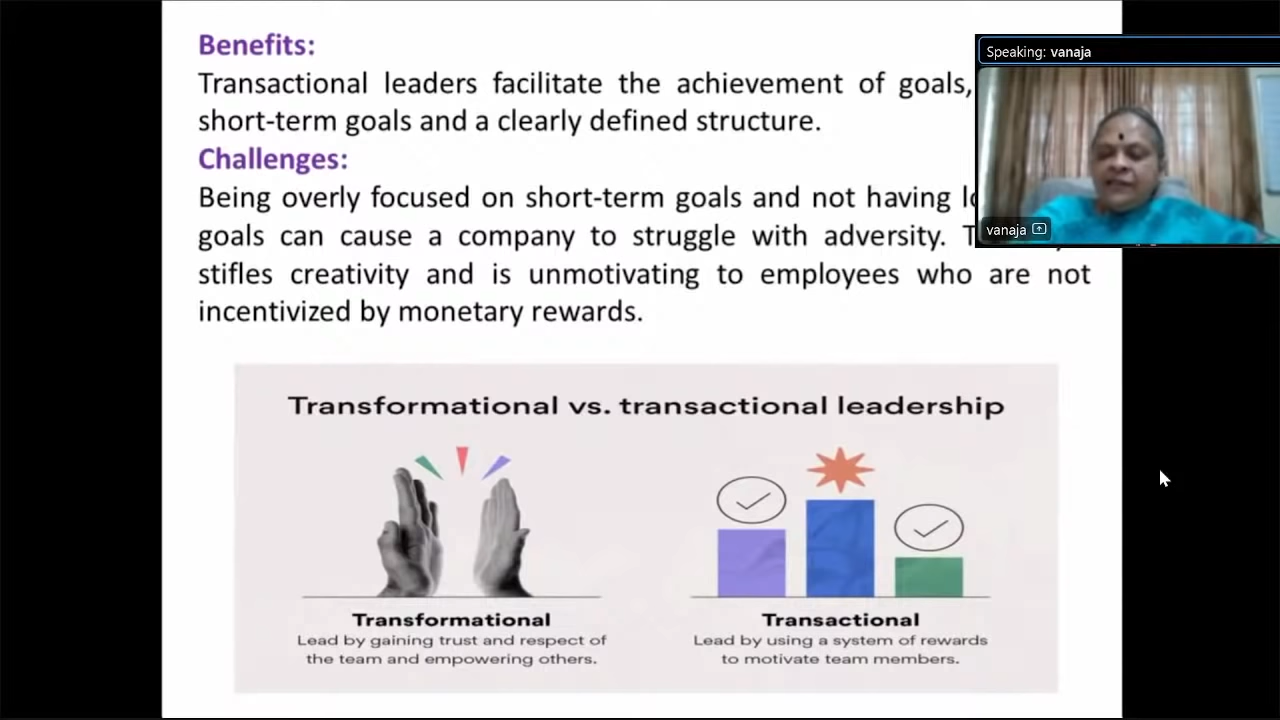 Benefits:
Transactional leaders facilitate the achievement of goals,
short-term goals and a clearly defined structure.
Challenges:
Being overly focused on short-term goals and not having
goals can cause a company to struggle with adversity.
stifles creativity and is unmotivating to employees who are not
incentivized by monetary rewards.
Speaking: vanaja
vanaja
Transformational vs. transactional leadership
Transformational
Lead by gaining trust and respect of
the team and empowering others.
Transactional
Lead by using a system of rewards
to motivate team members.